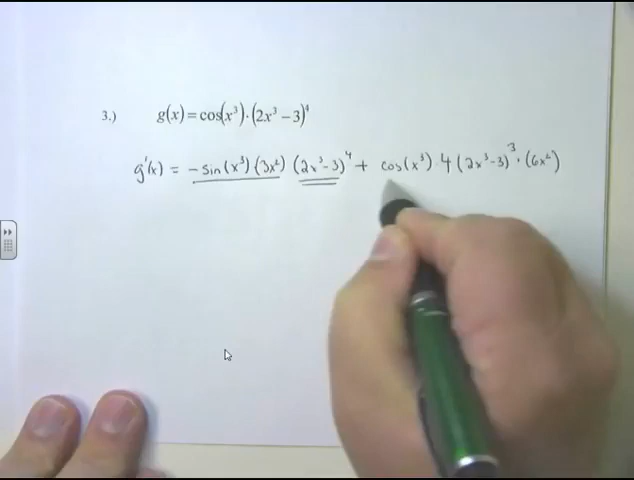 3.) g(x) = cos(x³)·(2x³ − 3)⁴
g'(x) = − sin(x³)(3x²) (2x³-3)⁴ + cos(x³)·4(2x³-3)³·(6x²)